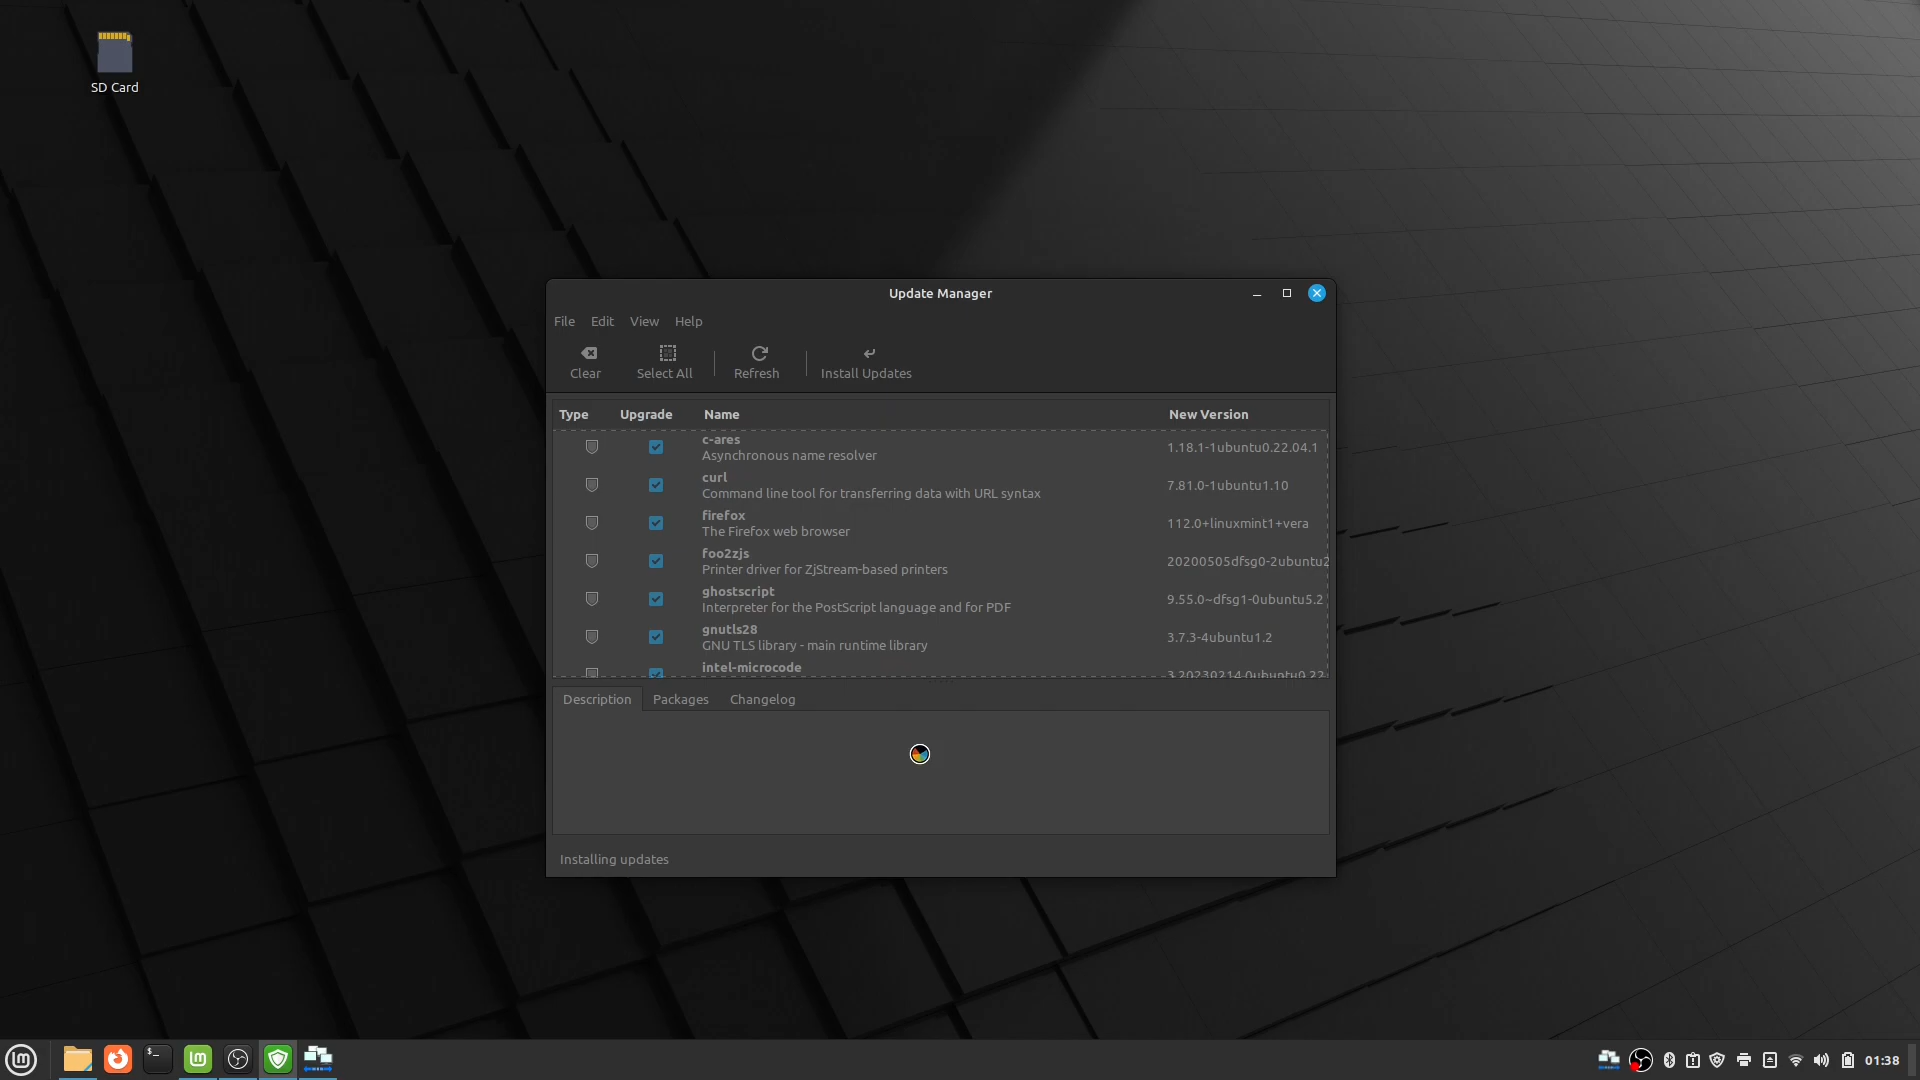 SD Card
Update Manager
File Edit View Help
Clear Select All Refresh Install Updates
Type Upgrade Name New Version
c-ares
Asynchronous name resolver
1.18.1-1ubuntu0.22.04.1
curl
Command line tool for transferring data with URL syntax
7.81.0-1ubuntu1.10
firefox
The Firefox web browser
112.0+linuxmint1+vera
foo2zjs
Printer driver for ZjStream-based printers
20200505dfsg0-2ubuntu2
ghostscript
Interpreter for the PostScript language and for PDF
9.55.0~dfsg1-0ubuntu5.2
gnutls28
GNU TLS library - main runtime library
3.7.3-4ubuntu1.2
intel-microcode
3.20230214-0ubuntu0.22
Description Packages Changelog
Installing updates
01:38